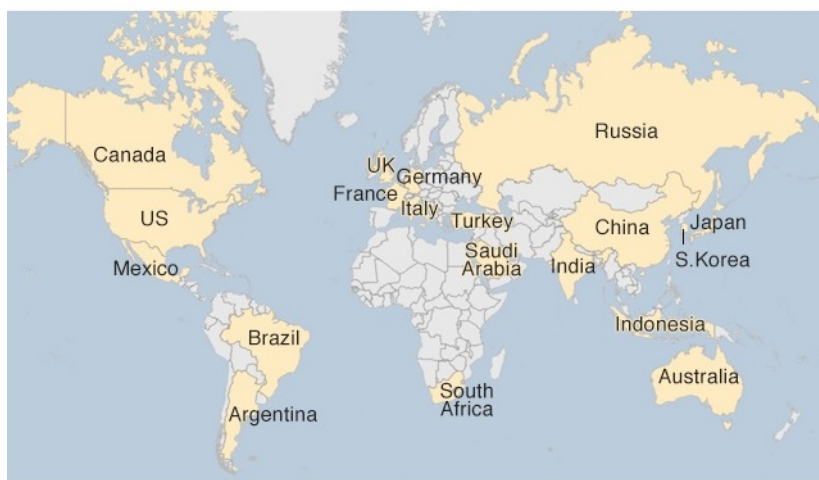 Canada
US
Mexico
Brazil
Argentina
UK
Germany
France
Italy
Turkey
Saudi
Arabia
South
Africa
Russia
China
Japan
S.Korea
India
Indonesia
Australia